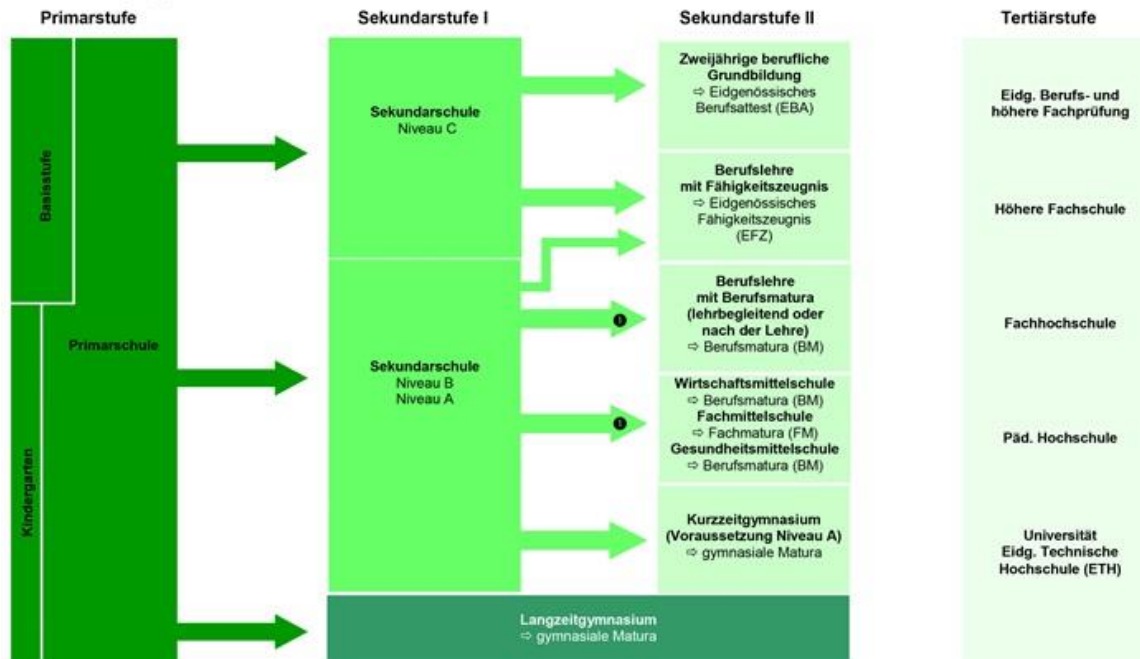 Primarstufe
Sekundarstufe I
Sekundarstufe II
Tertiärstufe
Basisstufe
Kindergarten
Primarschule
Sekundarschule
Niveau C
Sekundarschule
Niveau B
Niveau A
Zweijährige berufliche
Grundbildung
⇨ Eidgenössisches
Berufsattest (EBA)
Berufslehre
mit Fähigkeitszeugnis
⇨ Eidgenössisches
Fähigkeitszeugnis
(EFZ)
Berufslehre
mit Berufsmatura
(lehrbegleitend oder
nach der Lehre)
⇨ Berufsmatura (BM)
❶
Wirtschaftsmittelschule
⇨ Berufsmatura (BM)
Fachmittelschule
⇨ Fachmatura (FM)
Gesundheitsmittelschule
⇨ Berufsmatura (BM)
❶
Kurzzeitgymnasium
(Voraussetzung Niveau A)
⇨ gymnasiale Matura
Langzeitgymnasium
⇨ gymnasiale Matura
Eidg. Berufs- und
höhere Fachprüfung
Höhere Fachschule
Fachhochschule
Päd. Hochschule
Universität
Eidg. Technische
Hochschule (ETH)